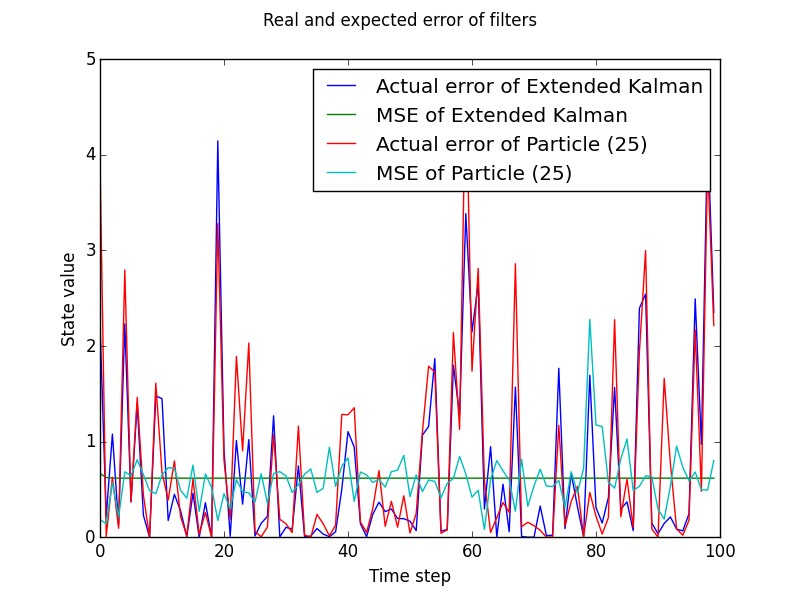 Real and expected error of filters
5
Actual error of Extended Kalman
MSE of Extended Kalman
Actual error of Particle (25)
MSE of Particle (25)
4
3
2
1
0
State value
0 20 40 60 80 100
Time step